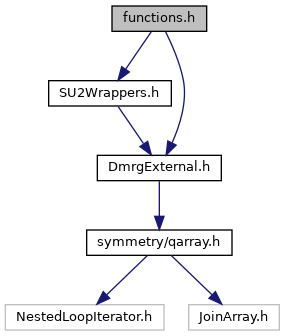 functions.h
SU2Wrappers.h
DmrgExternal.h
symmetry/qarray.h
NestedLoopIterator.h
JoinArray.h